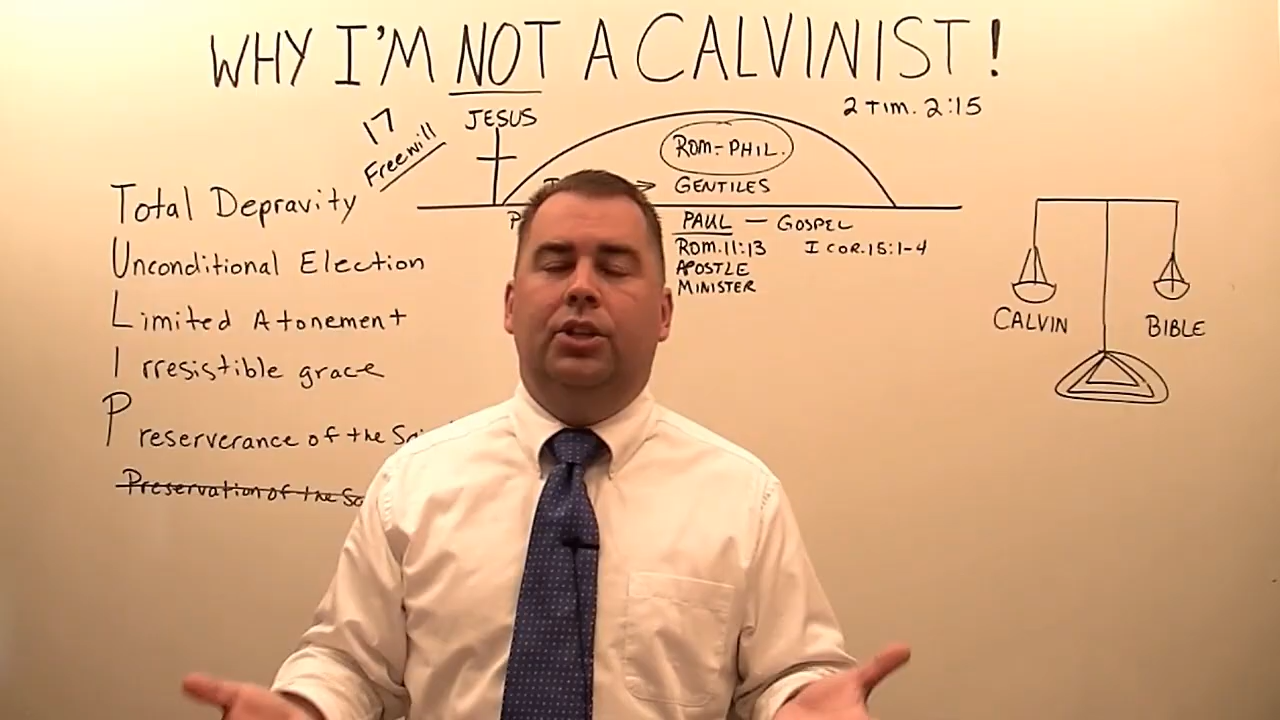 WHY I'M NOT A CALVINIST!
2 Tim. 2:15
17
Freewill
JESUS
ROM-PHIL.
GENTILES
PAUL — GOSPEL
ROM. 11:13 I COR. 15:1-4
APOSTLE
MINISTER
Total Depravity
Unconditional Election
Limited Atonement
Irresistible grace
Preserverance of the
Preservation of the
CALVIN
BIBLE